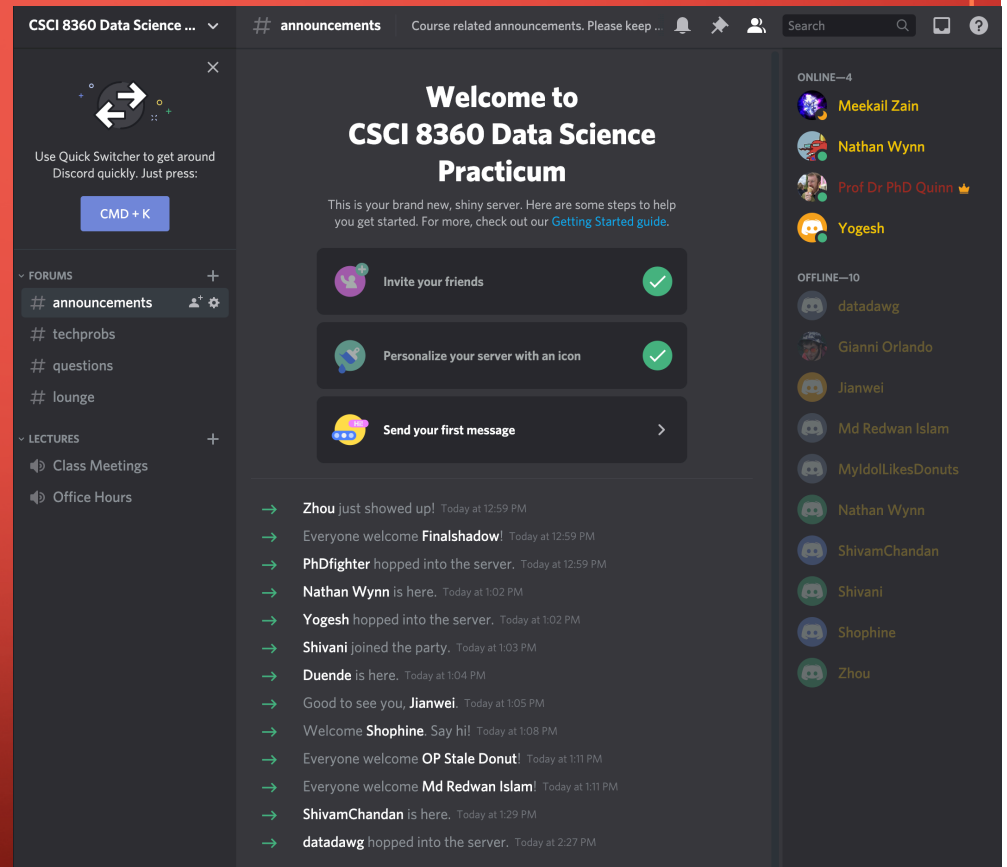 CSCI 8360 Data Science ...
Use Quick Switcher to get around
Discord quickly. Just press:
CMD + K
FORUMS
# announcements
# techprobs
# questions
# lounge
LECTURES
Class Meetings
Office Hours
# announcements
Course related announcements. Please keep ...
Search
Welcome to
CSCI 8360 Data Science
Practicum
This is your brand new, shiny server. Here are some steps to help
you get started. For more, check out our Getting Started guide.
Invite your friends
Personalize your server with an icon
Send your first message
Zhou just showed up! Today at 12:59 PM
Everyone welcome Finalshadow! Today at 12:59 PM
PhDfighter hopped into the server. Today at 12:59 PM
Nathan Wynn is here. Today at 1:02 PM
Yogesh hopped into the server. Today at 1:02 PM
Shivani joined the party. Today at 1:03 PM
Duende is here. Today at 1:04 PM
Good to see you, Jianwei. Today at 1:05 PM
Welcome Shophine. Say hi! Today at 1:08 PM
Everyone welcome OP Stale Donut! Today at 1:11 PM
Everyone welcome Md Redwan Islam! Today at 1:11 PM
ShivamChandan is here. Today at 1:29 PM
datadawg hopped into the server. Today at 2:27 PM
ONLINE—4
Meekail Zain
Nathan Wynn
Prof Dr PhD Quinn
Yogesh
OFFLINE—10
datadawg
Gianni Orlando
Jianwei
Md Redwan Islam
MyIdolLikesDonuts
Nathan Wynn
ShivamChandan
Shivani
Shophine
Zhou